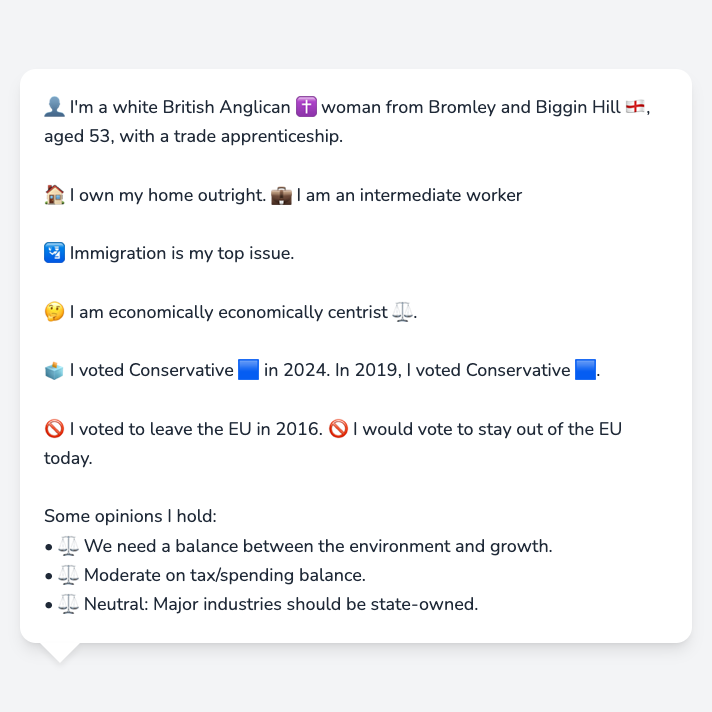 👤 I'm a white British Anglican ✝️ woman from Bromley and Biggin Hill 🏴󠁧󠁢󠁥󠁮󠁧󠁿,
aged 53, with a trade apprenticeship.
🏠 I own my home outright. 💼 I am an intermediate worker
🛂 Immigration is my top issue.
🤔 I am economically economically centrist ⚖️.
🗳️ I voted Conservative 🟦 in 2024. In 2019, I voted Conservative 🟦.
🚫 I voted to leave the EU in 2016. 🚫 I would vote to stay out of the EU
today.
Some opinions I hold:
• ⚖️ We need a balance between the environment and growth.
• ⚖️ Moderate on tax/spending balance.
• ⚖️ Neutral: Major industries should be state-owned.